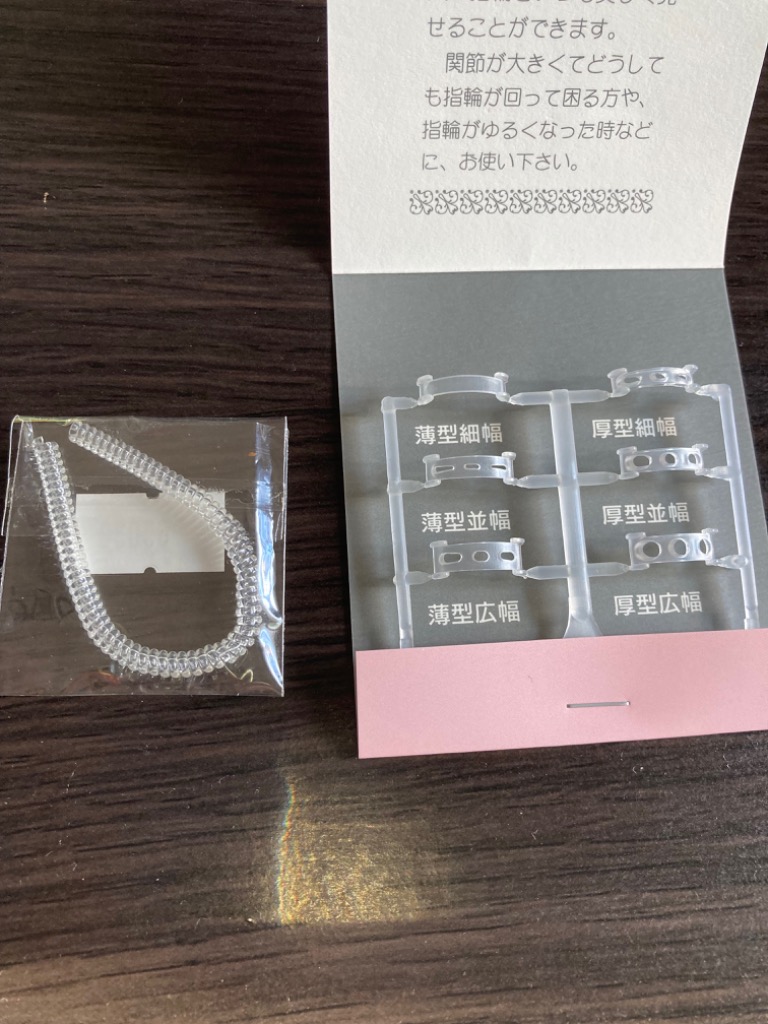 せることができます。
関節が大きくてどうして
も指輪が回って困る方や、
指輪がゆるくなった時など
に、お使い下さい。
薄型細幅 厚型細幅
薄型並幅 厚型並幅
薄型広幅 厚型広幅